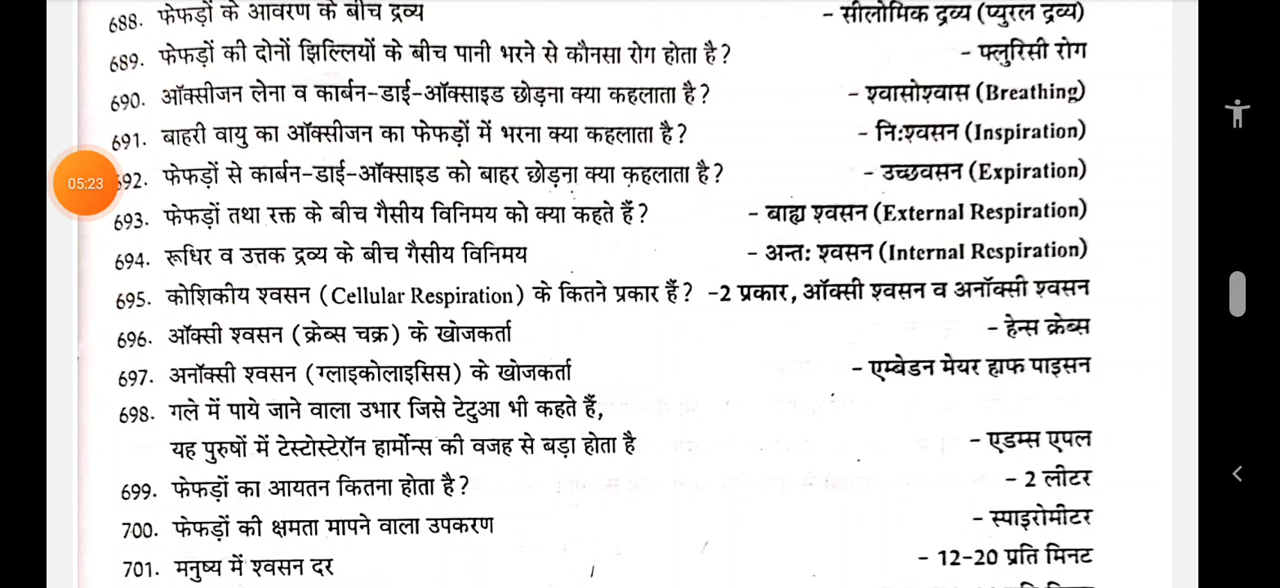 688. फेफड़ों के आवरण के बीच द्रव्य - सीलोमिक द्रव्य (प्युरल द्रव्य)
689. फेफड़ों की दोनों झिल्लियों के बीच पानी भरने से कौनसा रोग होता है? - फ्लुरिसी रोग
690. ऑक्सीजन लेना व कार्बन-डाई-ऑक्साइड छोड़ना क्या कहलाता है? - श्वासोश्वास (Breathing)
691. बाहरी वायु का ऑक्सीजन का फेफड़ों में भरना क्या कहलाता है? - नि:श्वसन (Inspiration)
05:23 592. फेफड़ों से कार्बन-डाई-ऑक्साइड को बाहर छोड़ना क्या कहलाता है? - उच्छवसन (Expiration)
693. फेफड़ों तथा रक्त के बीच गैसीय विनिमय को क्या कहते हैं? - बाह्य श्वसन (External Respiration)
694. रूधिर व उत्तक द्रव्य के बीच गैसीय विनिमय - अन्त: श्वसन (Internal Respiration)
695. कोशिकीय श्वसन (Cellular Respiration) के कितने प्रकार हैं? -2 प्रकार, ऑक्सी श्वसन व अनॉक्सी श्वसन
696. ऑक्सी श्वसन (क्रेब्स चक्र) के खोजकर्ता - हेन्स क्रेब्स
697. अनॉक्सी श्वसन (ग्लाइकोलाइसिस) के खोजकर्ता - एम्बेडन मेयर हाफ पाइसन
698. गले में पाये जाने वाला उभार जिसे टेटुआ भी कहते हैं,
यह पुरुषों में टेस्टोस्टेरॉन हार्मोन्स की वजह से बड़ा होता है - एडम्स एपल
699. फेफड़ों का आयतन कितना होता है? - 2 लीटर
700. फेफड़ों की क्षमता मापने वाला उपकरण - स्पाइरोमीटर
701. मनुष्य में श्वसन दर - 12-20 प्रति मिनट